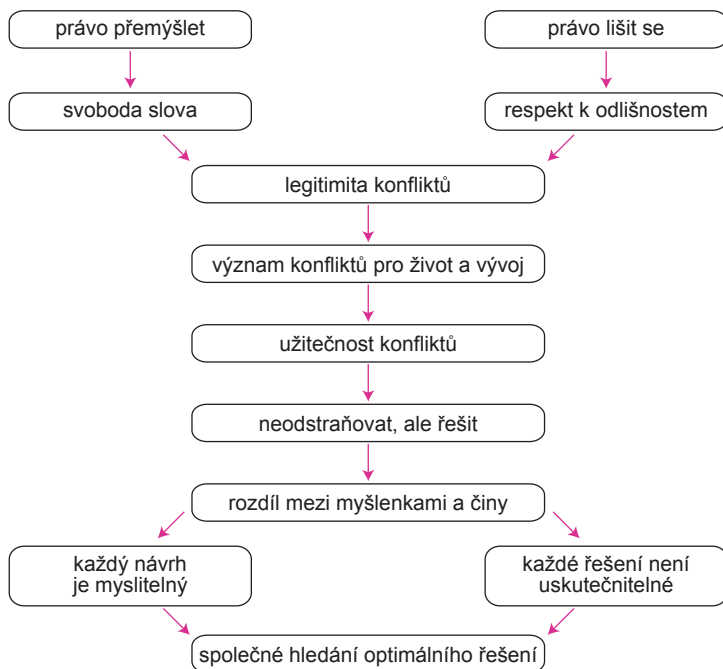 právo přemýšlet
právo lišit se
svoboda slova
respekt k odlišnostem
legitimita konfliktů
význam konfliktů pro život a vývoj
užitečnost konfliktů
neodstraňovat, ale řešit
rozdíl mezi myšlenkami a činy
každý návrh
je myslitelný
každé řešení není
uskutečnitelné
společné hledání optimálního řešení